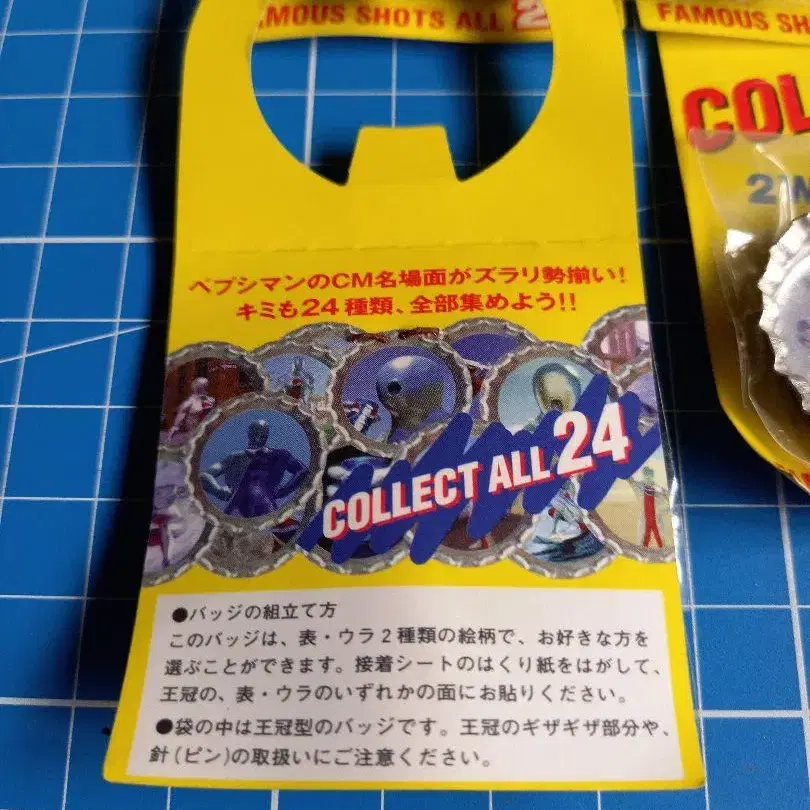 AMOUS SHOTS ALL 2
FAMOUS SH
COL
2
ペプシマンのCM名場面がズラリ勢揃い!
キミも24種類、全部集めよう!!
COLLECT ALL 24
●バッジの組立て方
このバッジは、表・ウラ2種類の絵柄で、お好きな方を
選ぶことができます。接着シートのはくり紙をはがして、
王冠の、表・ウラのいずれかの面にお貼りください。
●袋の中は王冠型のバッジです。王冠のギザギザ部分や、
針(ピン)の取扱いにご注意ください。